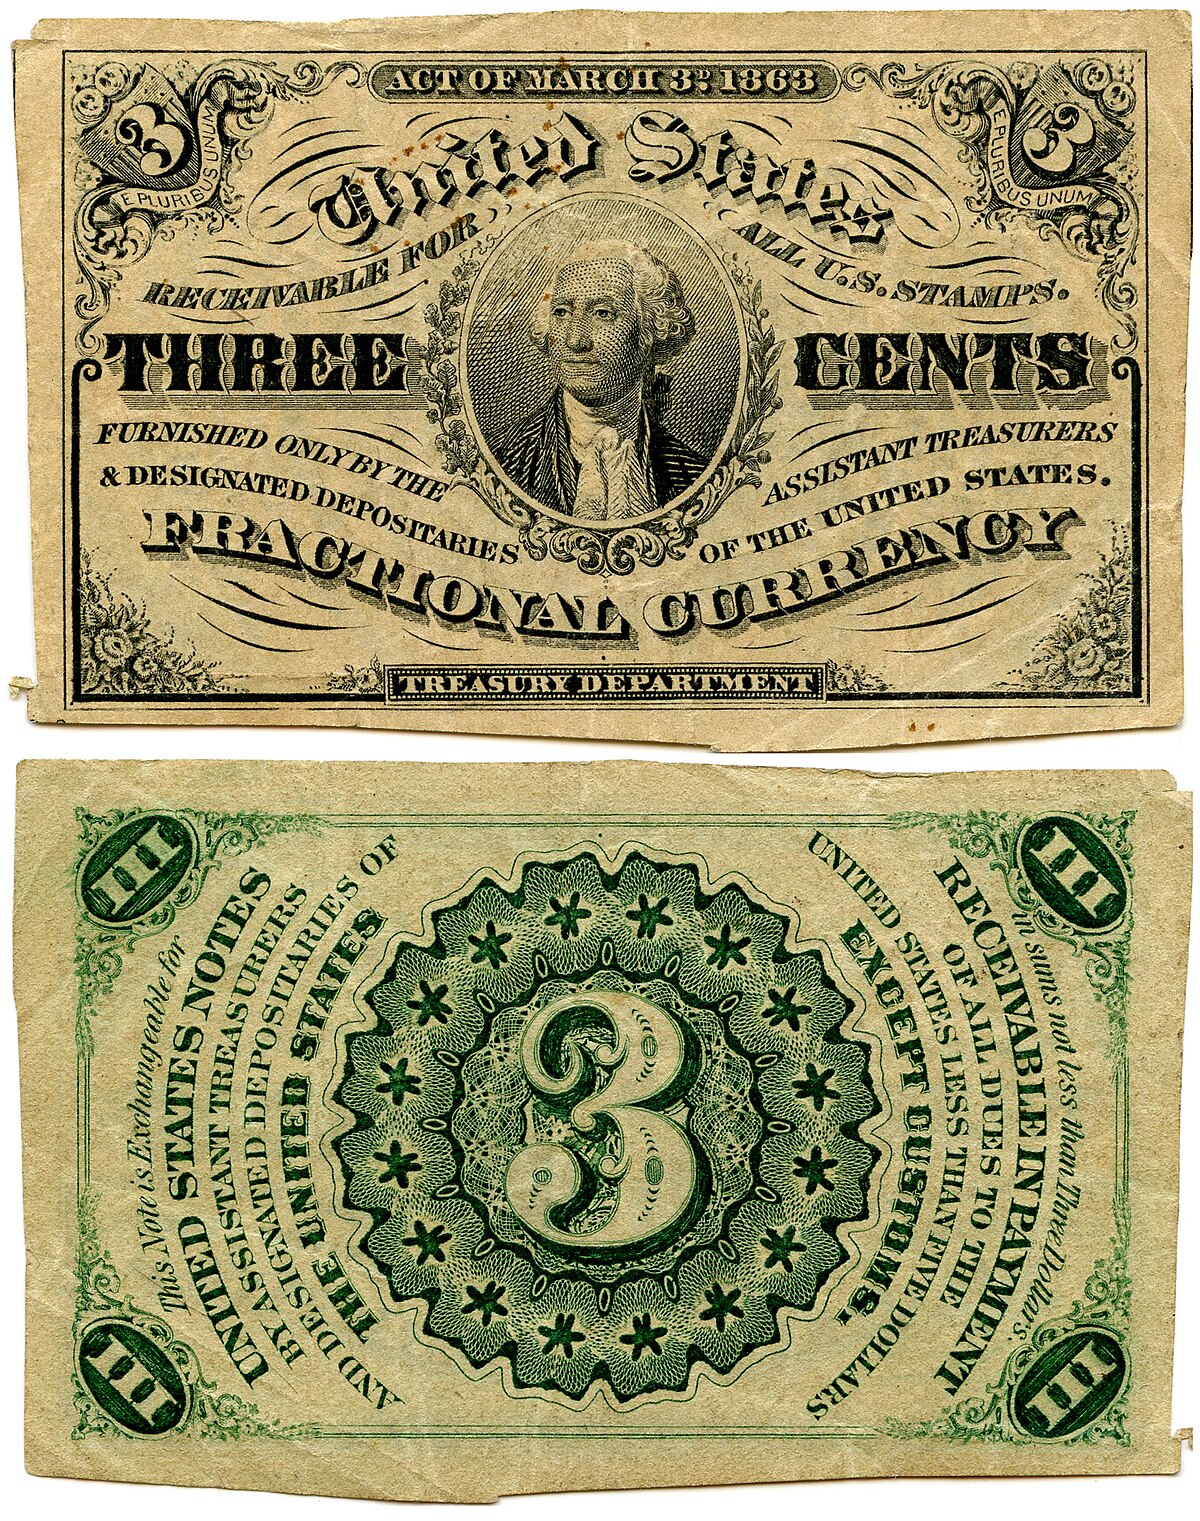 ACT OF MARCH 3D. 1863
3
3
E PLURIBUS UNUM
E PLURIBUS UNUM
United States
RECEIVABLE FOR ALL U.S. STAMPS.
THREE CENTS
FURNISHED ONLY BY THE ASSISTANT TREASURERS
& DESIGNATED DEPOSITARIES OF THE UNITED STATES.
FRACTIONAL CURRENCY
TREASURY DEPARTMENT
III
III
This Note is Exchangeable for
UNITED STATES NOTES
BY ASSISTANT TREASURERS
AND DESIGNATED DEPOSITARIES OF
THE UNITED STATES
3
in sums not less than Three Dollars.
RECEIVABLE IN PAYMENT
OF ALL DUES TO THE
UNITED STATES LESS THAN FIVE DOLLARS
EXCEPT CUSTOMS.
III
III